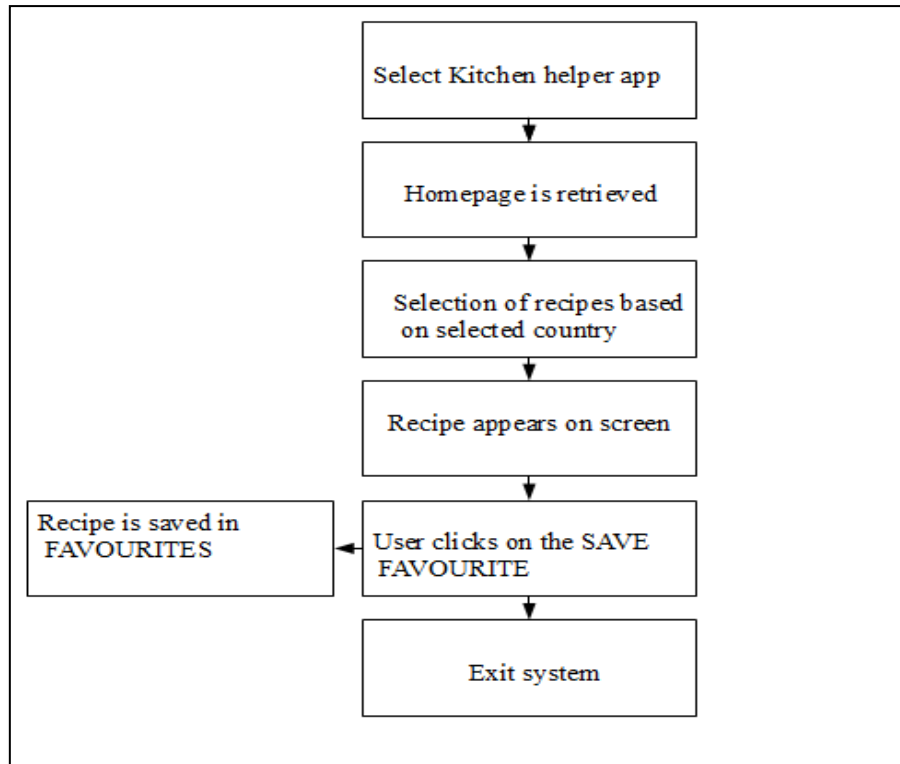 Select Kitchen helper app
Homepage is retrieved
Selection of recipes based
on selected country
Recipe appears on screen
Recipe is saved in
FAVOURITES
User clicks on the SAVE
FAVOURITE
Exit system